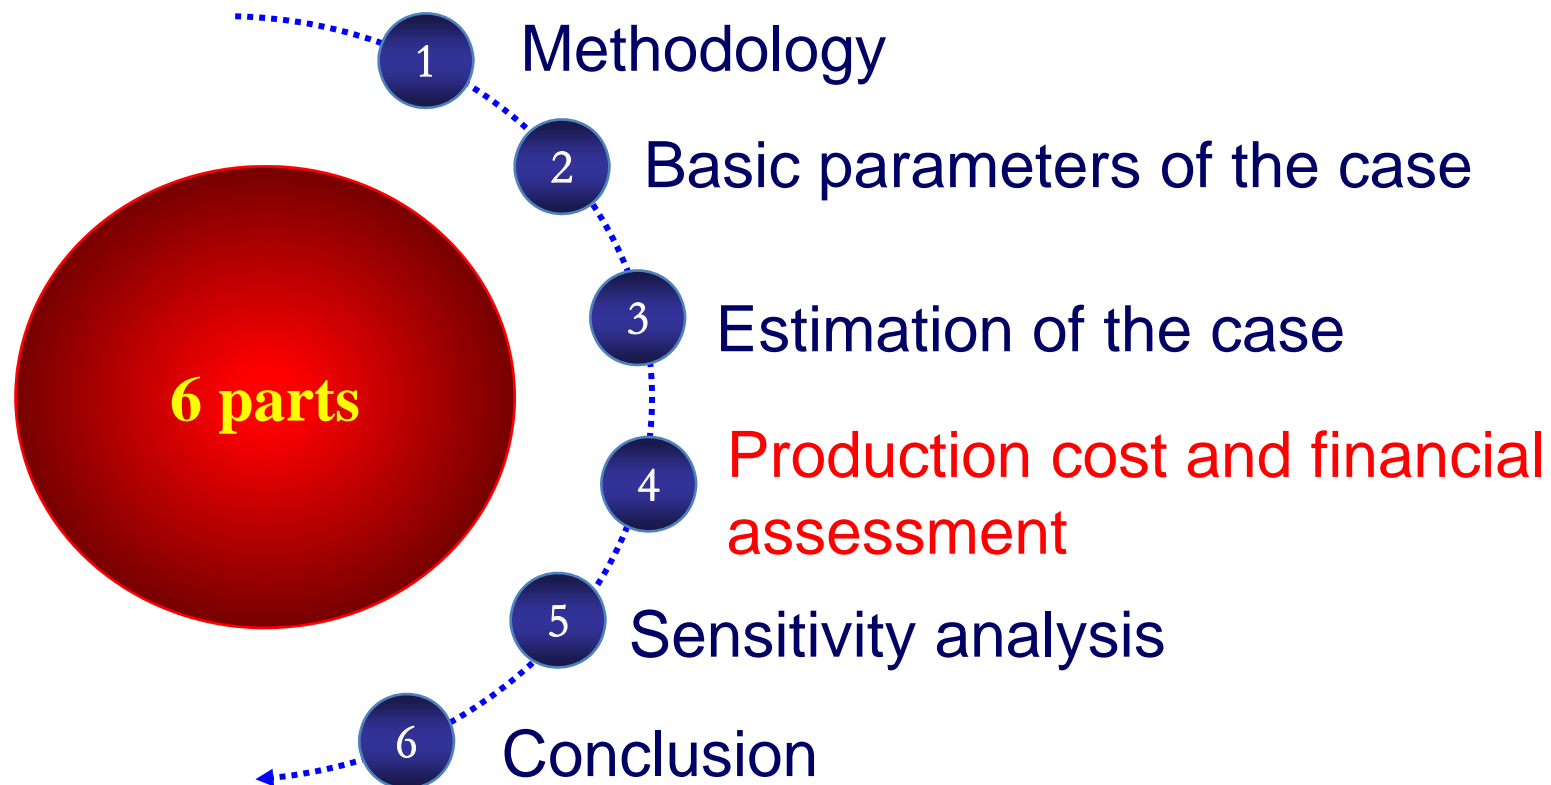 1 Methodology
2 Basic parameters of the case
3 Estimation of the case
6 parts
4 Production cost and financial
assessment
5 Sensitivity analysis
6 Conclusion